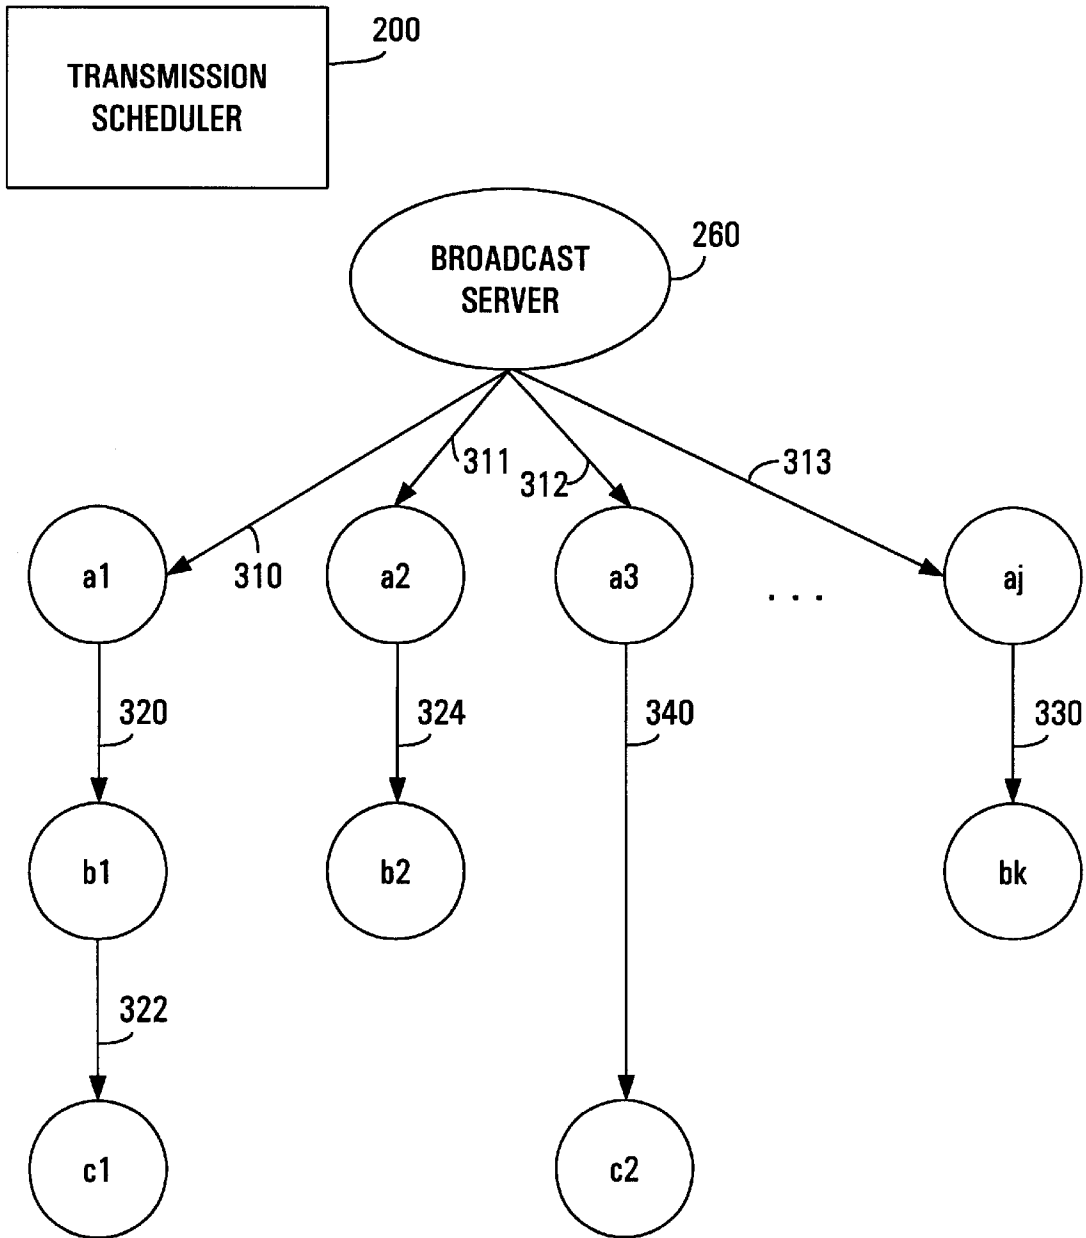 200
TRANSMISSION
SCHEDULER
260
BROADCAST
SERVER
311
312
313
310
a1
a2
a3
. . .
aj
320
324
340
330
b1
b2
bk
322
c1
c2